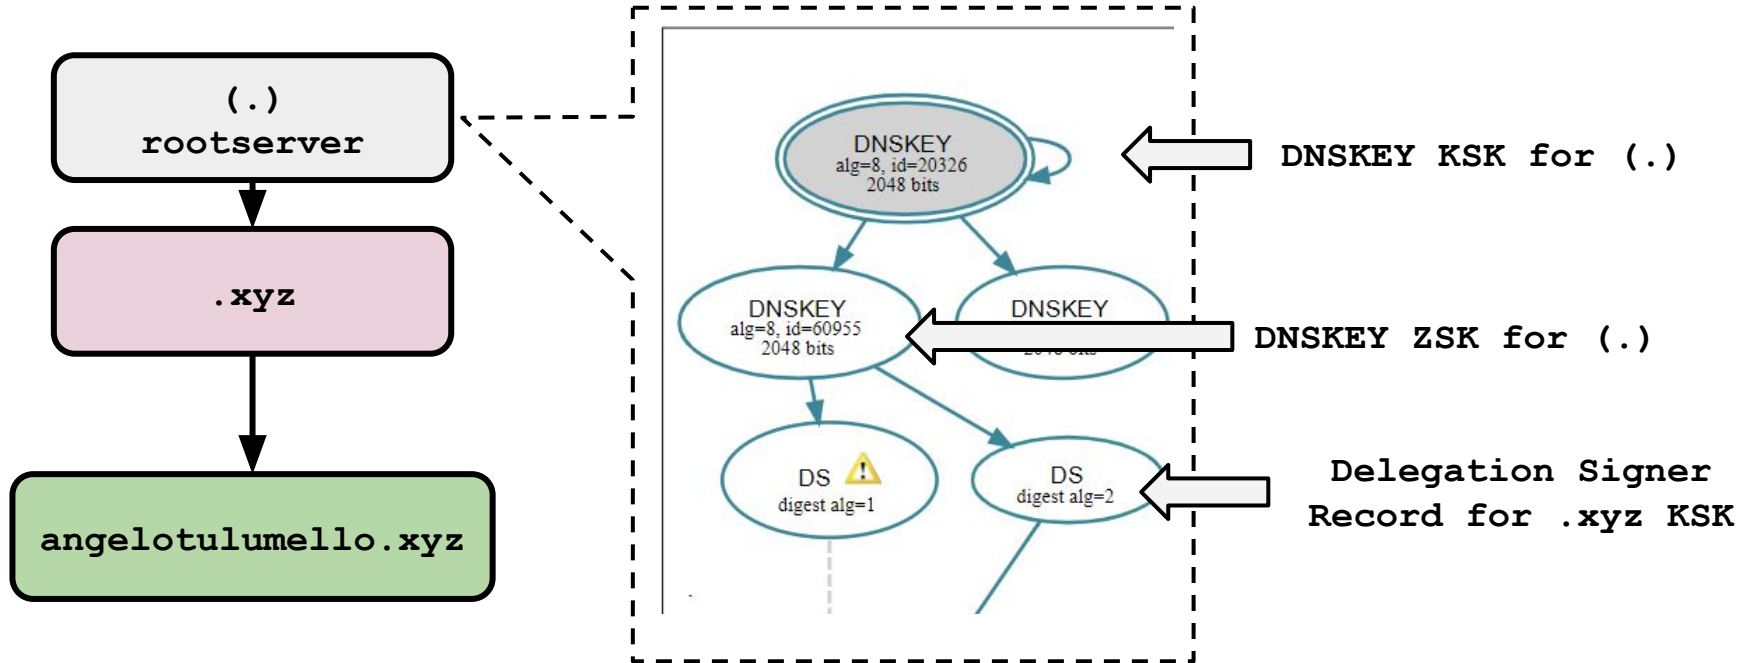 (.)
rootserver
.xyz
angelotulumello.xyz
DNSKEY
alg=8, id=20326
2048 bits
DNSKEY KSK for (.)
DNSKEY
alg=8, id=60955
2048 bits
DNSKEY
DNSKEY ZSK for (.)
DS
digest alg=1
DS
digest alg=2
Delegation Signer
Record for .xyz KSK